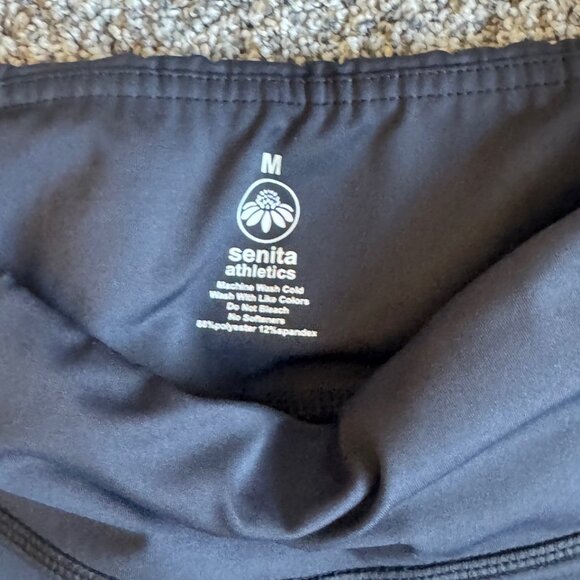 M
senita
athletics
Machine Wash Cold
Wash With Like Colors
Do Not Bleach
No Softeners
88%polyester 12%spandex